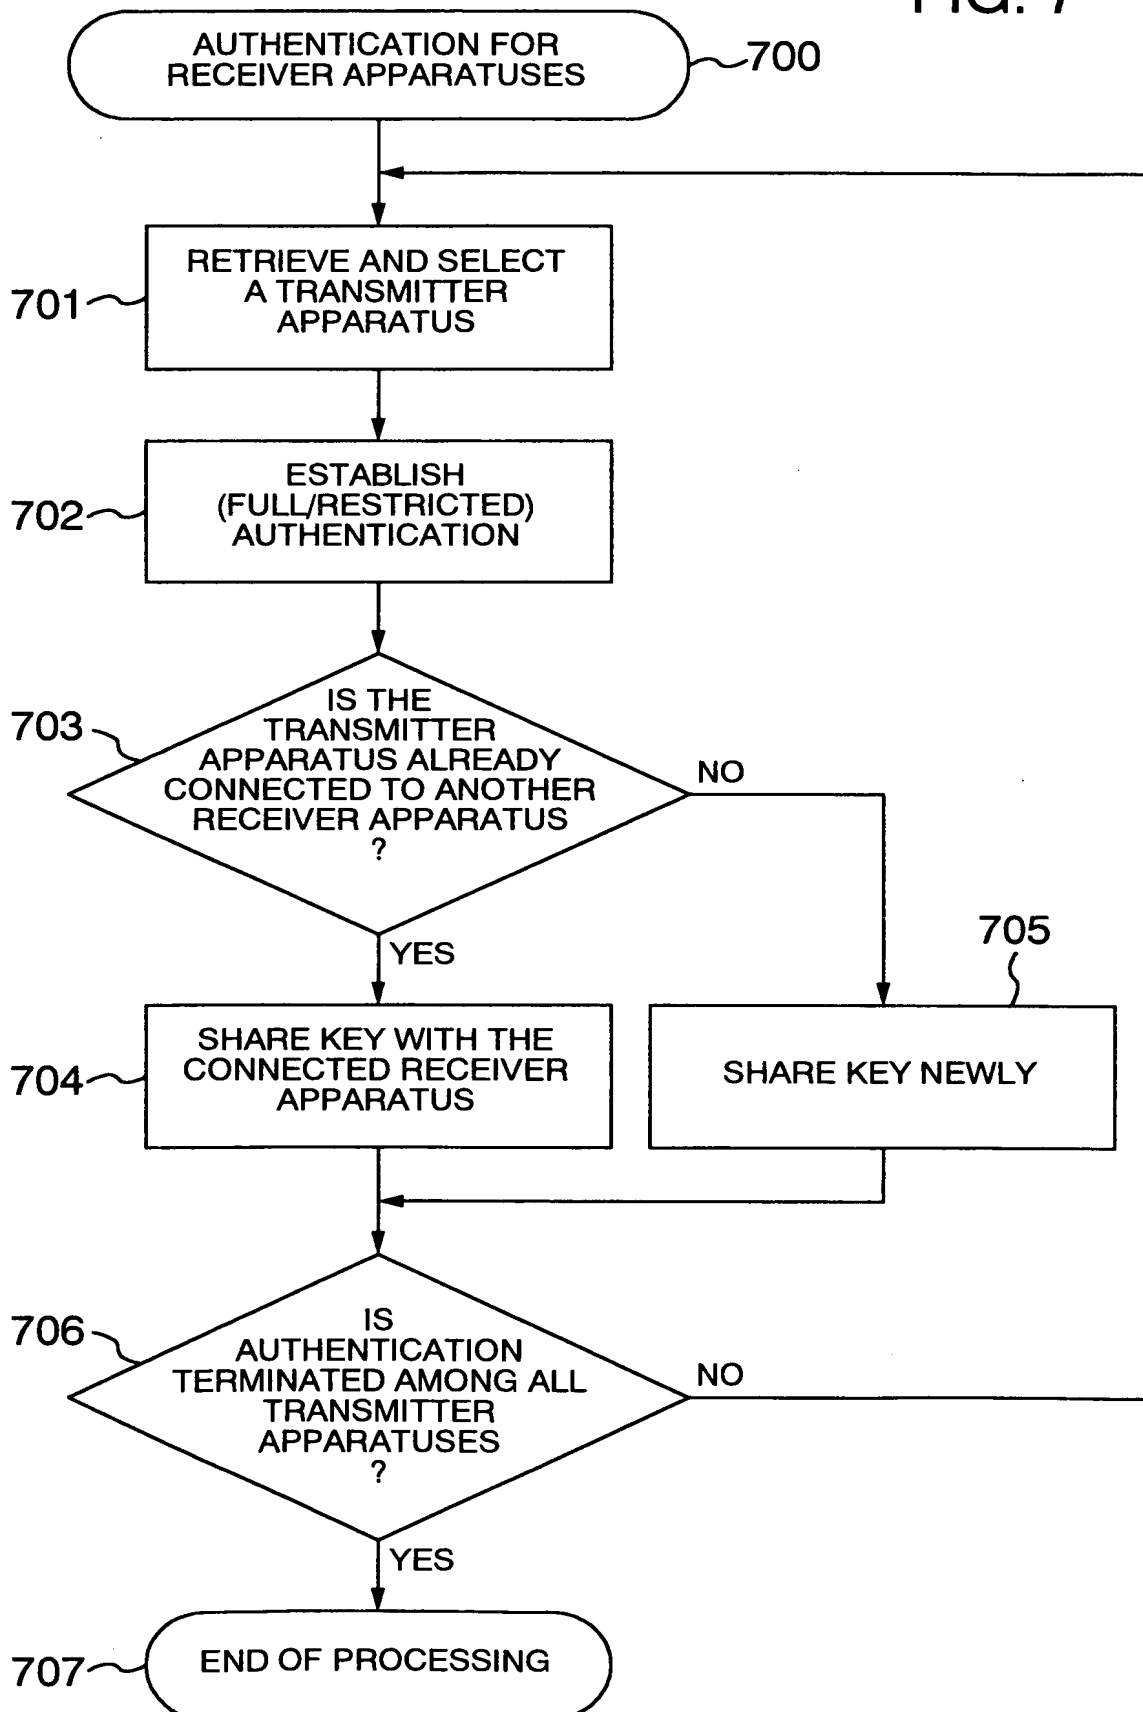 FIG. 7
AUTHENTICATION FOR
RECEIVER APPARATUSES
700
701
RETRIEVE AND SELECT
A TRANSMITTER
APPARATUS
702
ESTABLISH
(FULL/RESTRICTED)
AUTHENTICATION
703
IS THE
TRANSMITTER
APPARATUS ALREADY
CONNECTED TO ANOTHER
RECEIVER APPARATUS
?
NO
YES
705
704
SHARE KEY WITH THE
CONNECTED RECEIVER
APPARATUS
SHARE KEY NEWLY
706
IS
AUTHENTICATION
TERMINATED AMONG ALL
TRANSMITTER
APPARATUSES
?
NO
YES
707
END OF PROCESSING